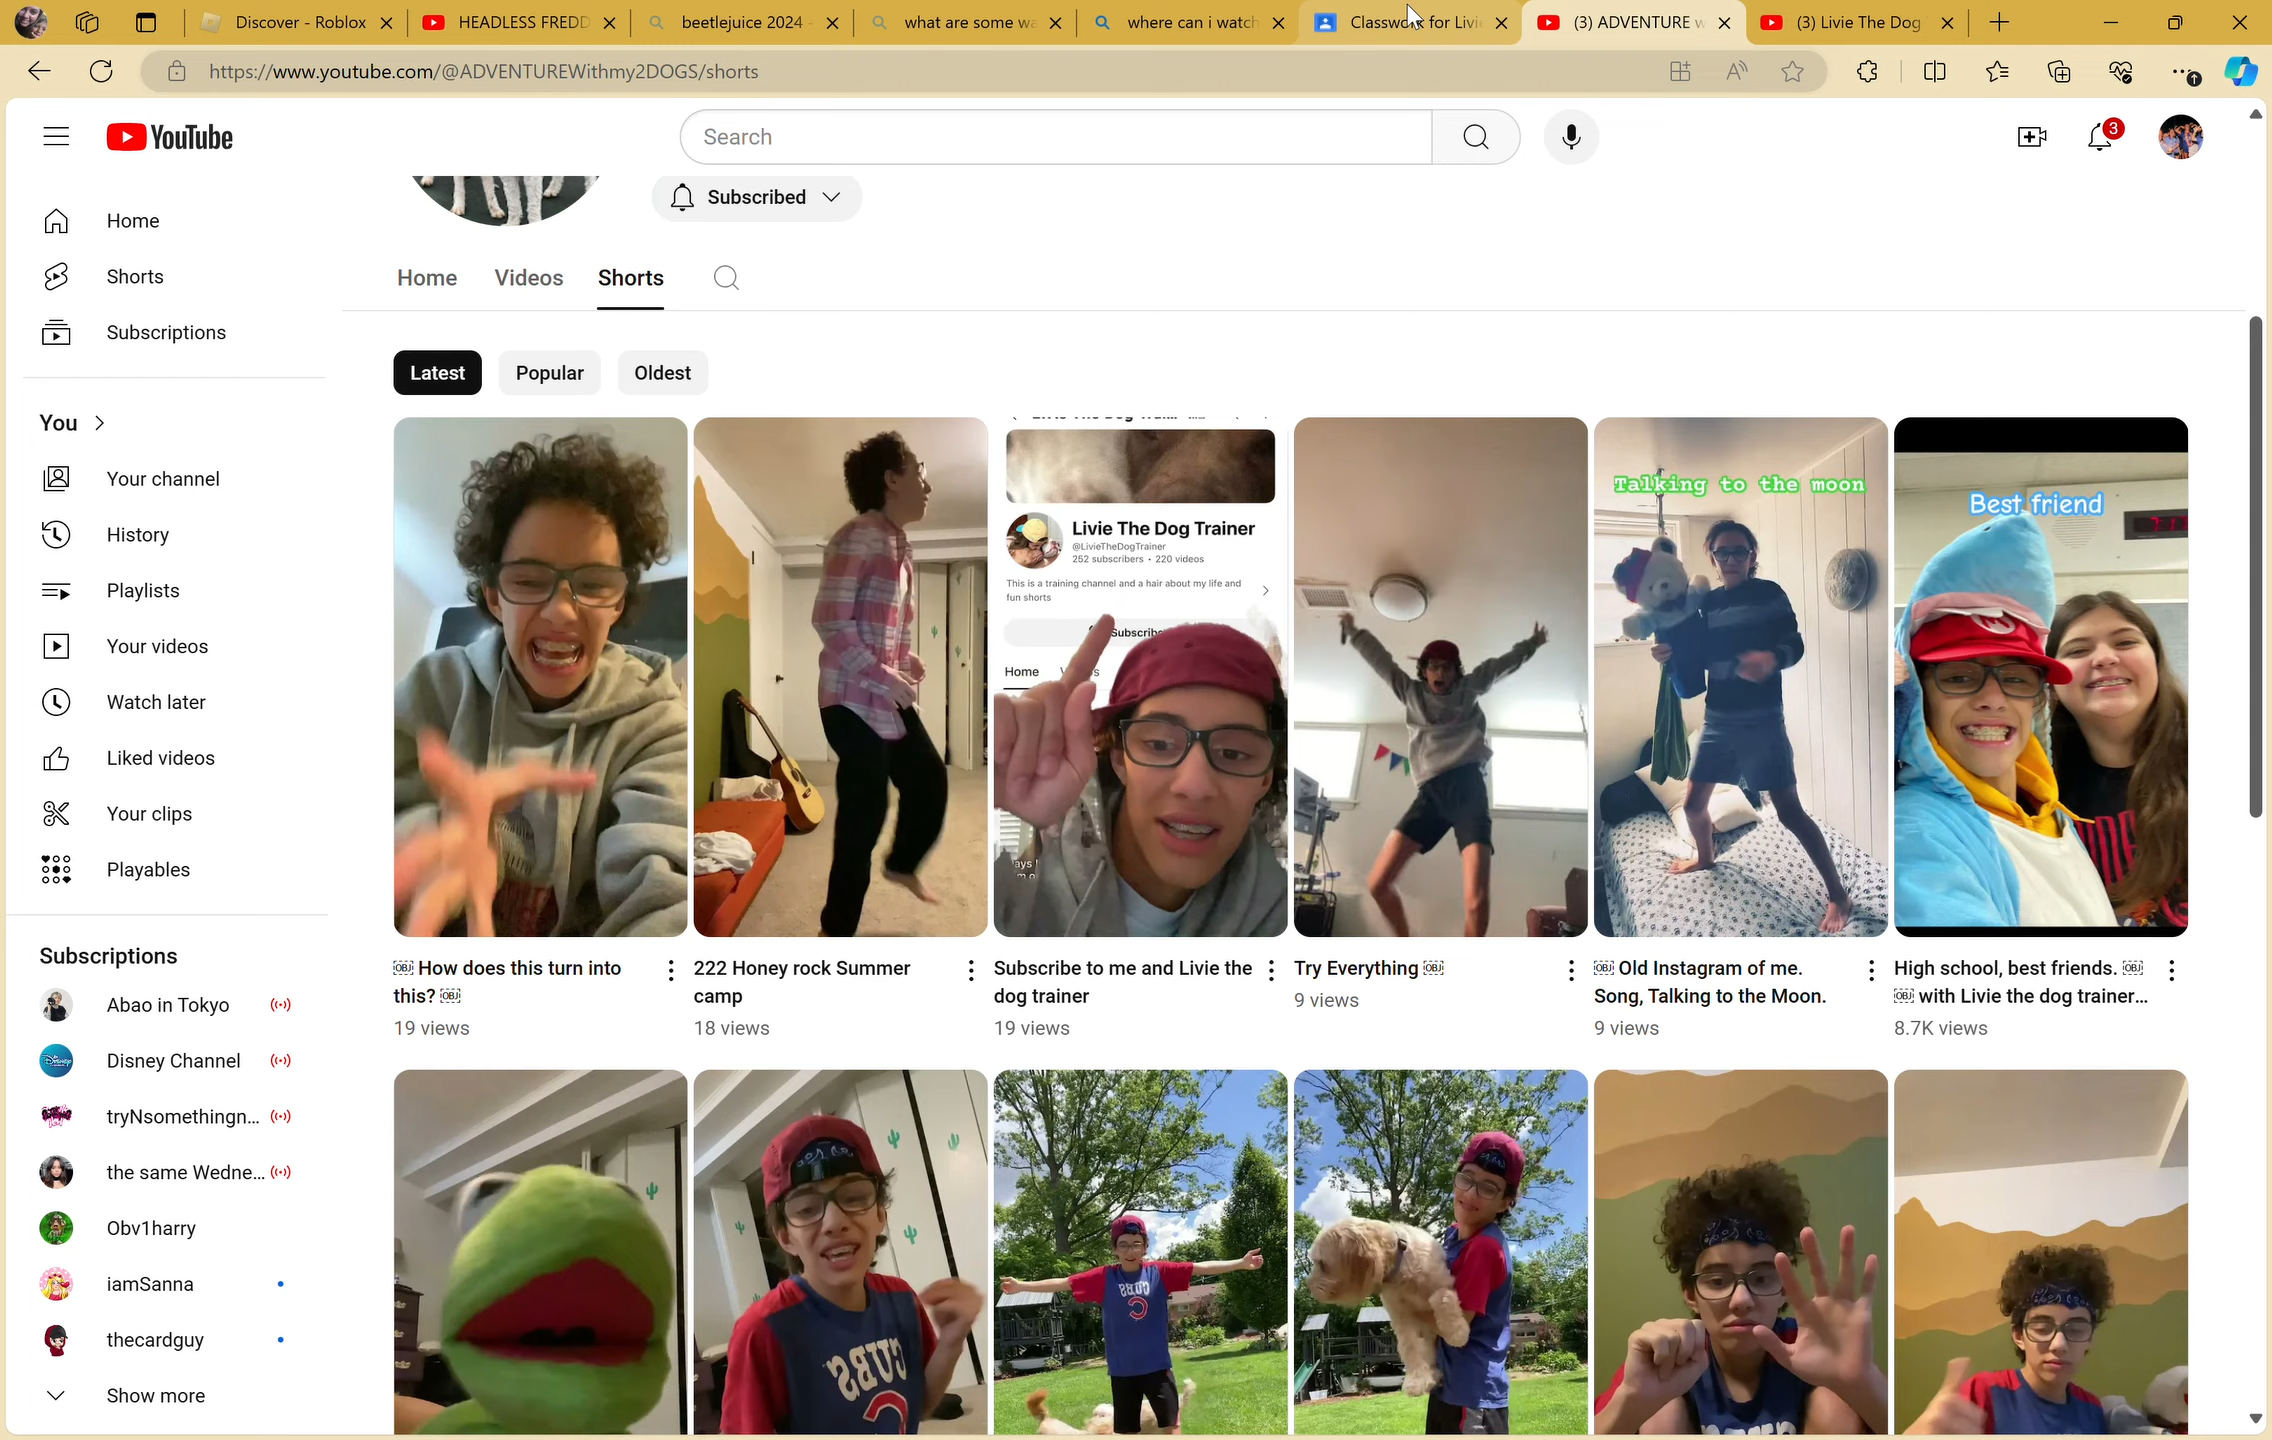 Discover - Roblox
HEADLESS FREDD
beetlejuice 2024 -
what are some wa
where can i watch
Classwork for Livi
(3) ADVENTURE w
(3) Livie The Dog
https://www.youtube.com/@ADVENTUREWithmy2DOGS/shorts
YouTube
Search
3
Subscribed
Home
Videos
Shorts
Home
Shorts
Subscriptions
You
Your channel
History
Playlists
Your videos
Watch later
Liked videos
Your clips
Playables
Subscriptions
Abao in Tokyo
Disney Channel
tryNsomethingn...
the same Wedne...
Obv1harry
iamSanna
thecardguy
Show more
Latest
Popular
Oldest
Livie The Dog Trainer
@LivieTheDogTrainer
252 subscribers • 220 videos
This is a training channel and a hair about my life and
fun shorts
Subscribe
Home
Talking to the moon
Best friend
How does this turn into
this?
19 views
222 Honey rock Summer
camp
18 views
Subscribe to me and Livie the
dog trainer
19 views
Try Everything
9 views
Old Instagram of me.
Song, Talking to the Moon.
9 views
High school, best friends.
with Livie the dog trainer...
8.7K views
CUBS
C
CUBS
C